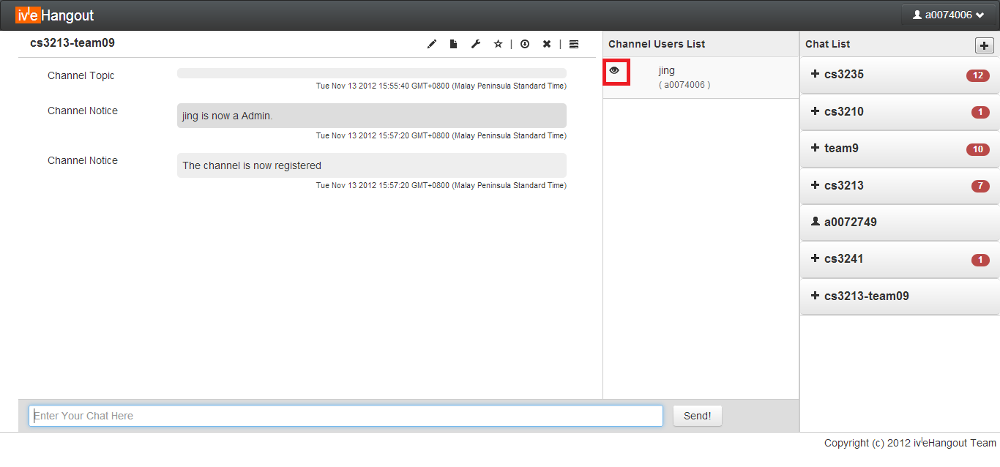 ivle Hangout
a0074006
cs3213-team09
Channel Topic
Tue Nov 13 2012 15:55:40 GMT+0800 (Malay Peninsula Standard Time)
Channel Notice
jing is now a Admin.
Tue Nov 13 2012 15:57:20 GMT+0800 (Malay Peninsula Standard Time)
Channel Notice
The channel is now registered
Tue Nov 13 2012 15:57:20 GMT+0800 (Malay Peninsula Standard Time)
Enter Your Chat Here
Send!
Channel Users List
jing
( a0074006 )
Chat List
cs3235 12
cs3210 1
team9 10
cs3213 7
a0072749
cs3241 1
cs3213-team09
Copyright (c) 2012 ivleHangout Team